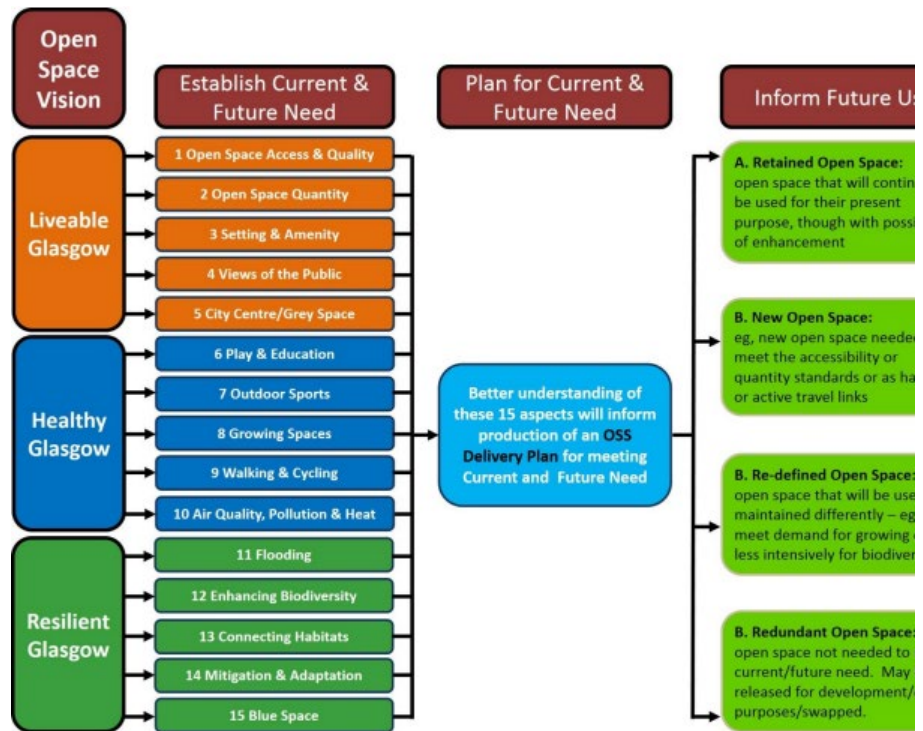 Open
Space
Vision
Establish Current &
Future Need
Plan for Current &
Future Need
Inform Future
Liveable
Glasgow
1 Open Space Access & Quality
2 Open Space Quantity
3 Setting & Amenity
4 Views of the Public
5 City Centre/Grey Space
Healthy
Glasgow
6 Play & Education
7 Outdoor Sports
8 Growing Spaces
9 Walking & Cycling
10 Air Quality, Pollution & Heat
Resilient
Glasgow
11 Flooding
12 Enhancing Biodiversity
13 Connecting Habitats
14 Mitigation & Adaptation
15 Blue Space
Better understanding of
these 15 aspects will inform
production of an OSS
Delivery Plan for meeting
Current and Future Need
A. Retained Open Space:
open space that will
be used for their present
purpose, though with
of enhancement
B. New Open Space:
eg, new open space
meet the accessibility or
quantity standards or as
or active travel links
B. Re-defined Open Space:
open space that will be
maintained differently – eg
meet demand for growing
less intensively for
B. Redundant Open Space:
open space not needed to
current/future need. May
released for
purposes/swapped.